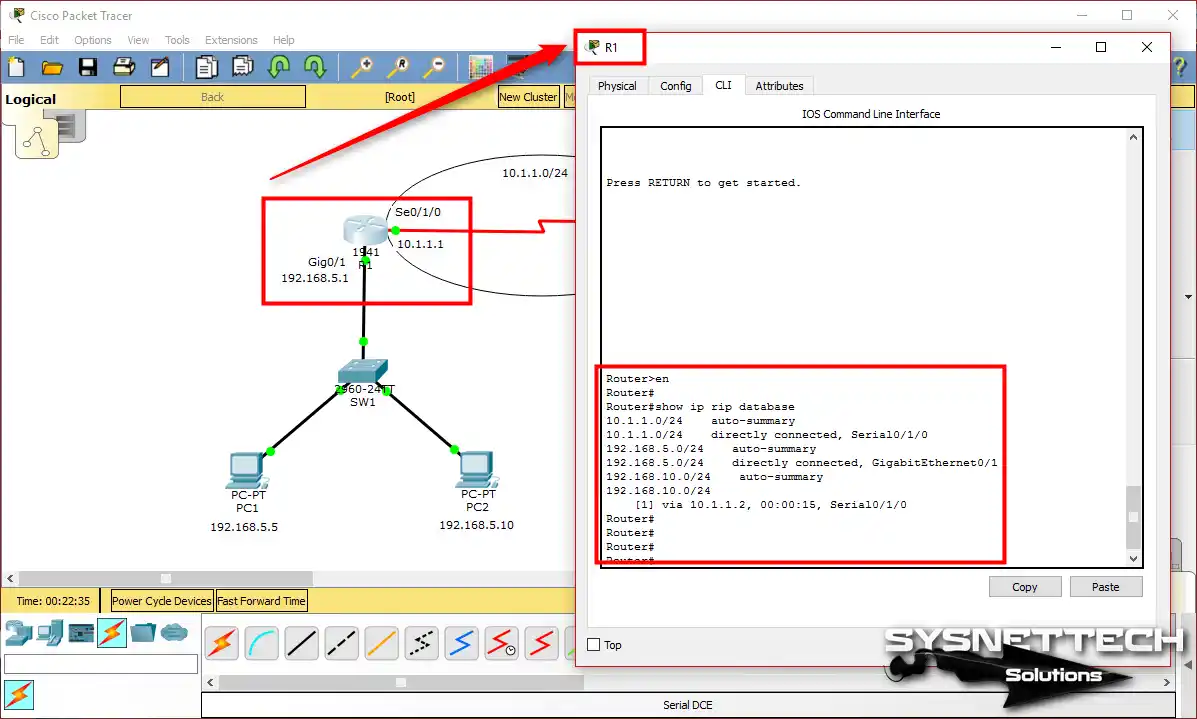 Cisco Packet Tracer
File Edit Options View Tools Extensions Help
Logical
Back
[Root]
New Cluster
10.1.1.0/24
Se0/1/0
10.1.1.1
1941
R1
Gig0/1
192.168.5.1
2960-24TT
SW1
PC-PT
PC1
192.168.5.5
PC-PT
PC2
192.168.5.10
R1
Physical Config CLI Attributes
IOS Command Line Interface
Press RETURN to get started.
Router>en
Router#
Router#show ip rip database
10.1.1.0/24 auto-summary
10.1.1.0/24 directly connected, Serial0/1/0
192.168.5.0/24 auto-summary
192.168.5.0/24 directly connected, GigabitEthernet0/1
192.168.10.0/24 auto-summary
192.168.10.0/24
[1] via 10.1.1.2, 00:00:15, Serial0/1/0
Router#
Router#
Router#
Router#
Copy Paste
Top
Time: 00:22:35
Power Cycle Devices
Fast Forward Time
Serial DCE
SYSNETTECH
Solutions